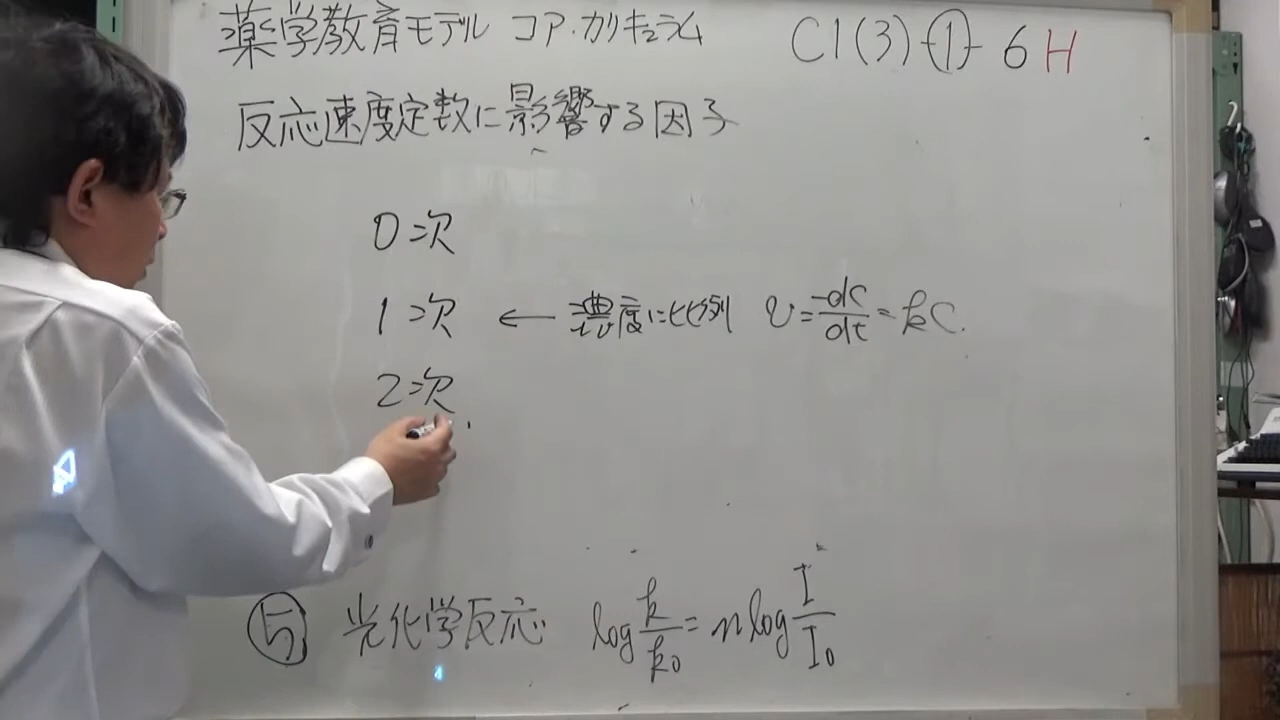 薬学教育モデル コア・カリキュラム C1(3)-①-6H
反応速度定数に影響する因子
0次
1次 ← 濃度に比例 v=-dC/dt=kC.
2次
⑤ 光化学反応 log k/k0 = n log I/I0